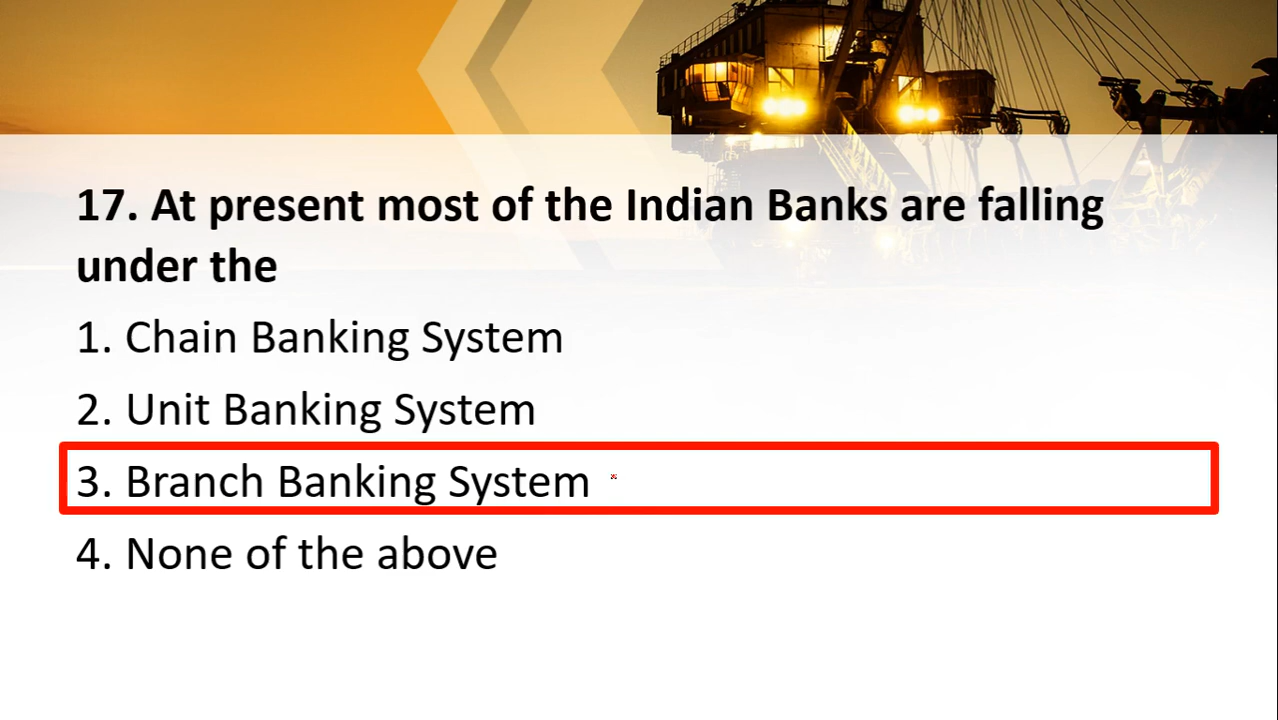 17. At present most of the Indian Banks are falling
under the
1. Chain Banking System
2. Unit Banking System
3. Branch Banking System
4. None of the above